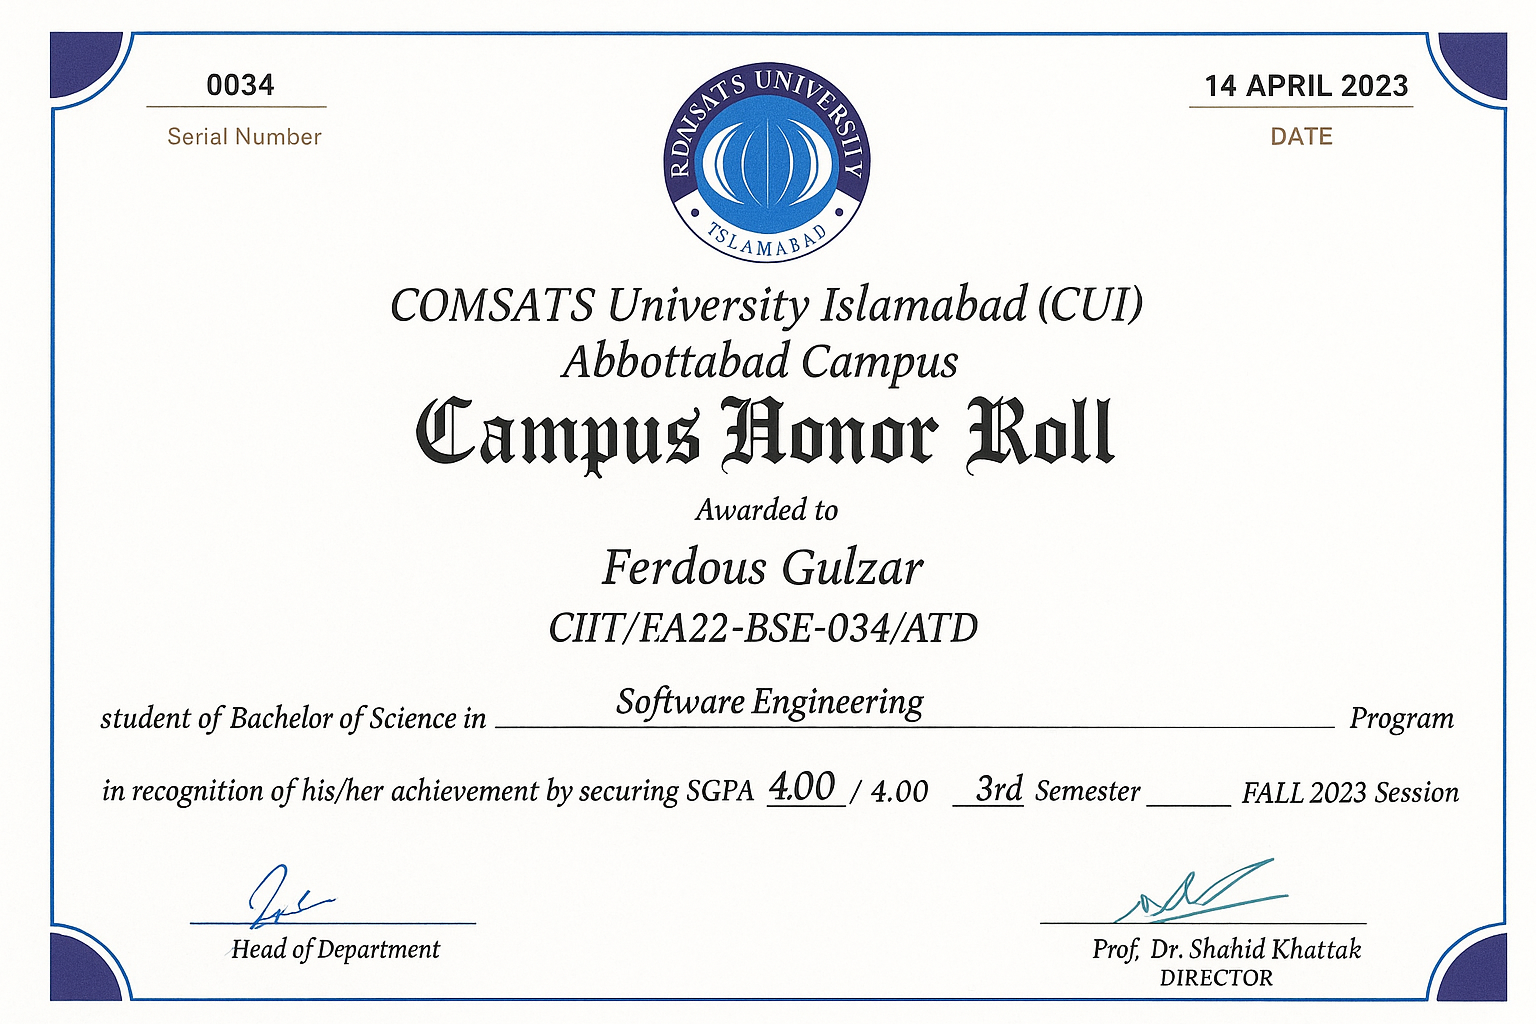 0034
Serial Number
14 APRIL 2023
DATE
RDAISATS UNIVERSIIY
TSLAMABAD
COMSATS University Islamabad (CUI)
Abbottabad Campus
Campus Honor Roll
Awarded to
Ferdous Gulzar
CIIT/FA22-BSE-034/ATD
student of Bachelor of Science in Software Engineering Program
in recognition of his/her achievement by securing SGPA 4.00 / 4.00 3rd Semester FALL 2023 Session
Head of Department
Prof, Dr. Shahid Khattak
DIRECTOR